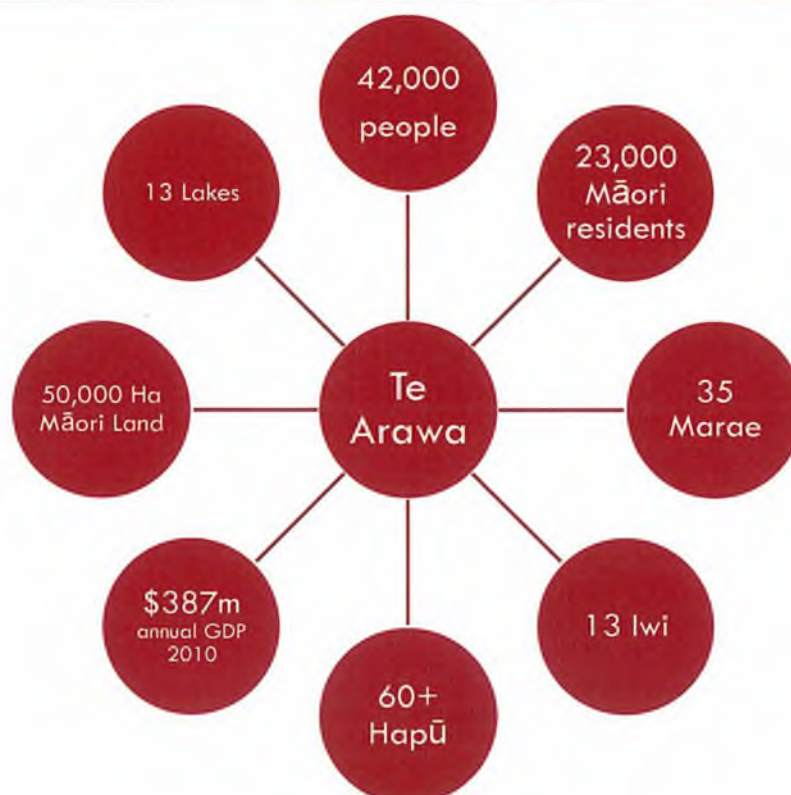 42,000
people
23,000
Māori
residents
35
Marae
13 Iwi
60+
Hapū
$387m
annual GDP
2010
50,000 Ha
Māori Land
13 Lakes
Te
Arawa